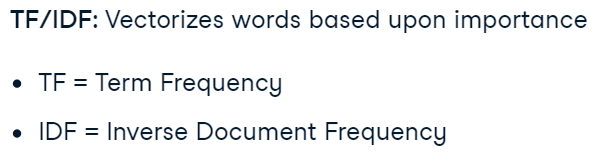 TF/IDF: Vectorizes words based upon importance
• TF = Term Frequency
• IDF = Inverse Document Frequency